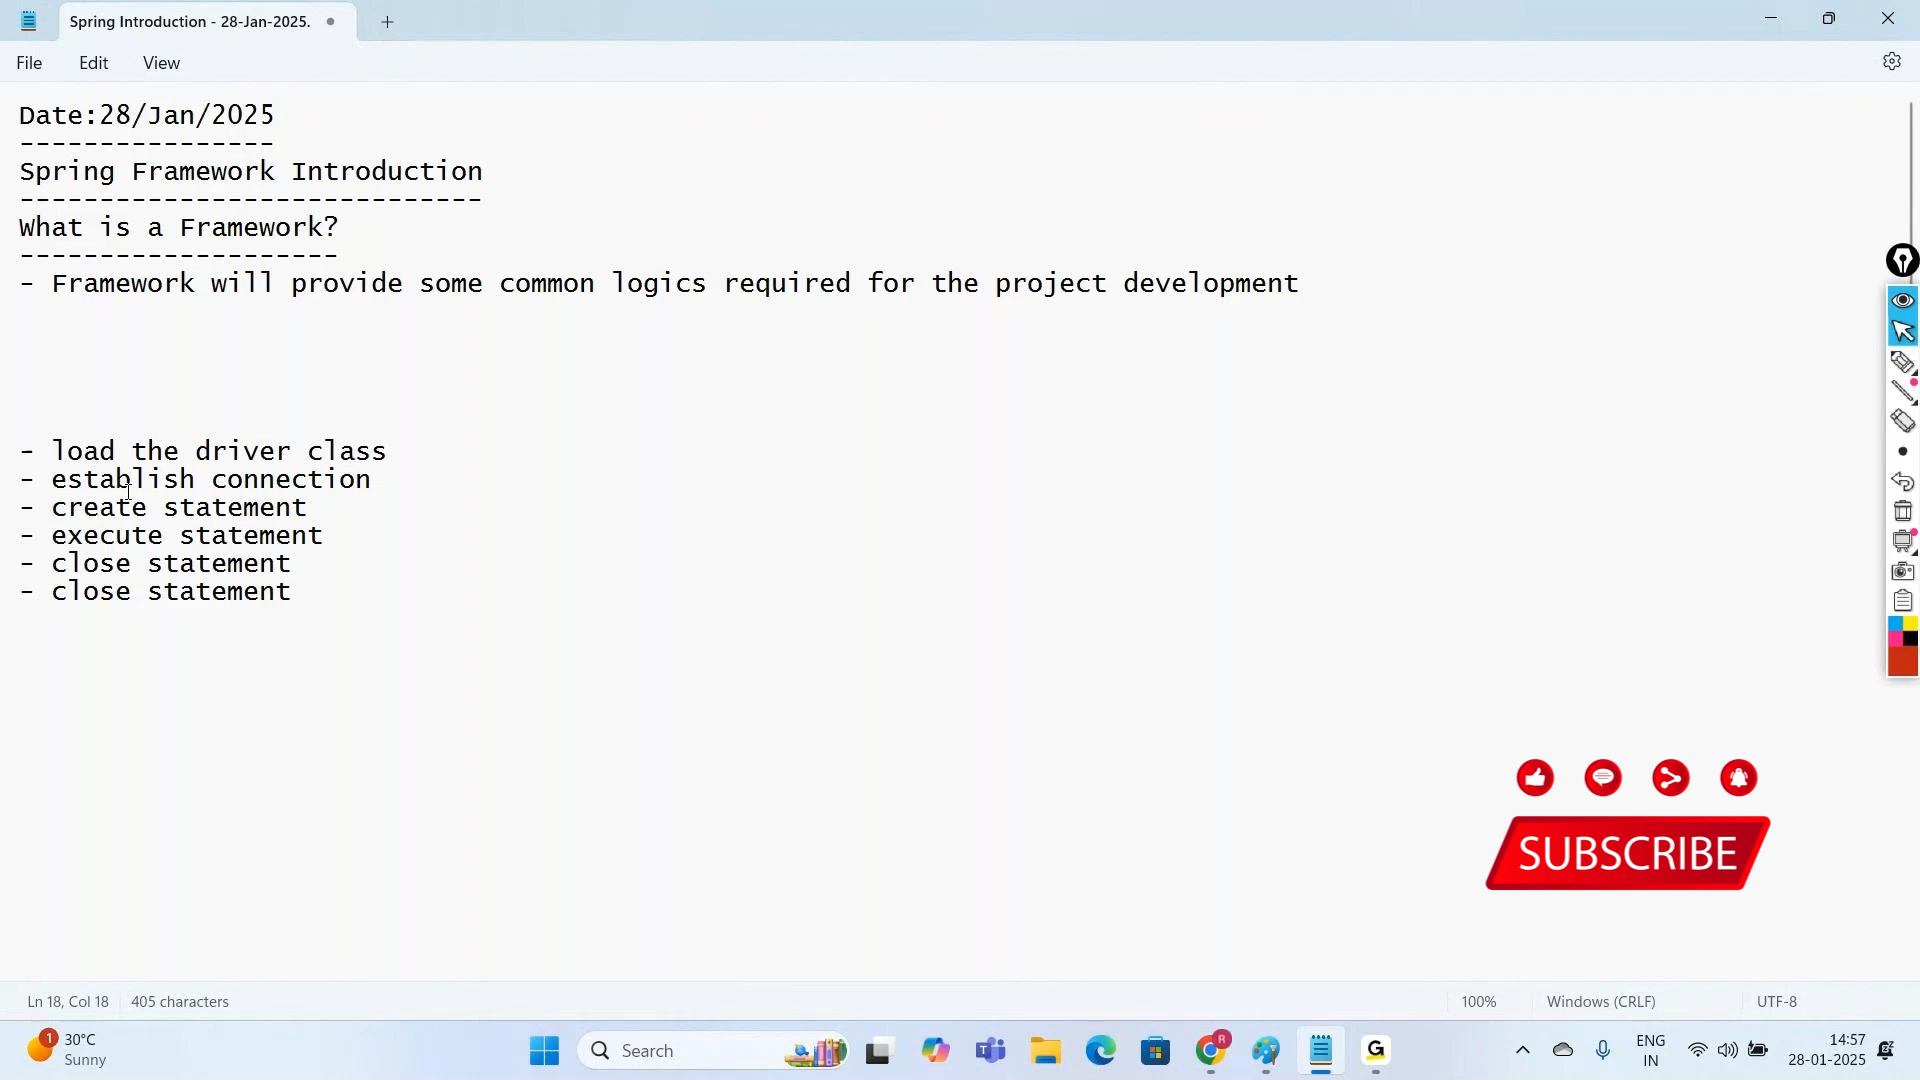 Spring Introduction - 28-Jan-2025.
File Edit View
Date:28/Jan/2025
----------------
Spring Framework Introduction
-----------------------------
What is a Framework?
--------------------
- Framework will provide some common logics required for the project development
- load the driver class
- establish connection
- create statement
- execute statement
- close statement
- close statement
SUBSCRIBE
Ln 18, Col 18 405 characters 100% Windows (CRLF) UTF-8
1 30°C
Sunny
Search
R
G
ENG
IN
14:57
28-01-2025